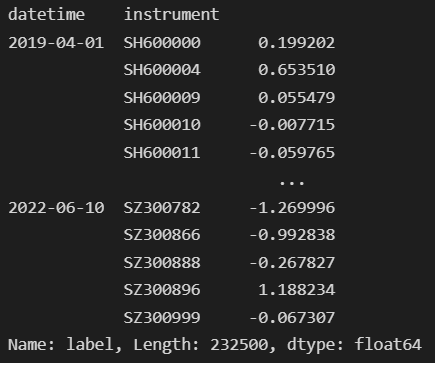 datetime    instrument
2019-04-01  SH600000      0.199202
            SH600004      0.653510
            SH600009      0.055479
            SH600010     -0.007715
            SH600011     -0.059765
                            ...
2022-06-10  SZ300782     -1.269996
            SZ300866     -0.992838
            SZ300888     -0.267827
            SZ300896      1.188234
            SZ300999     -0.067307
Name: label, Length: 232500, dtype: float64